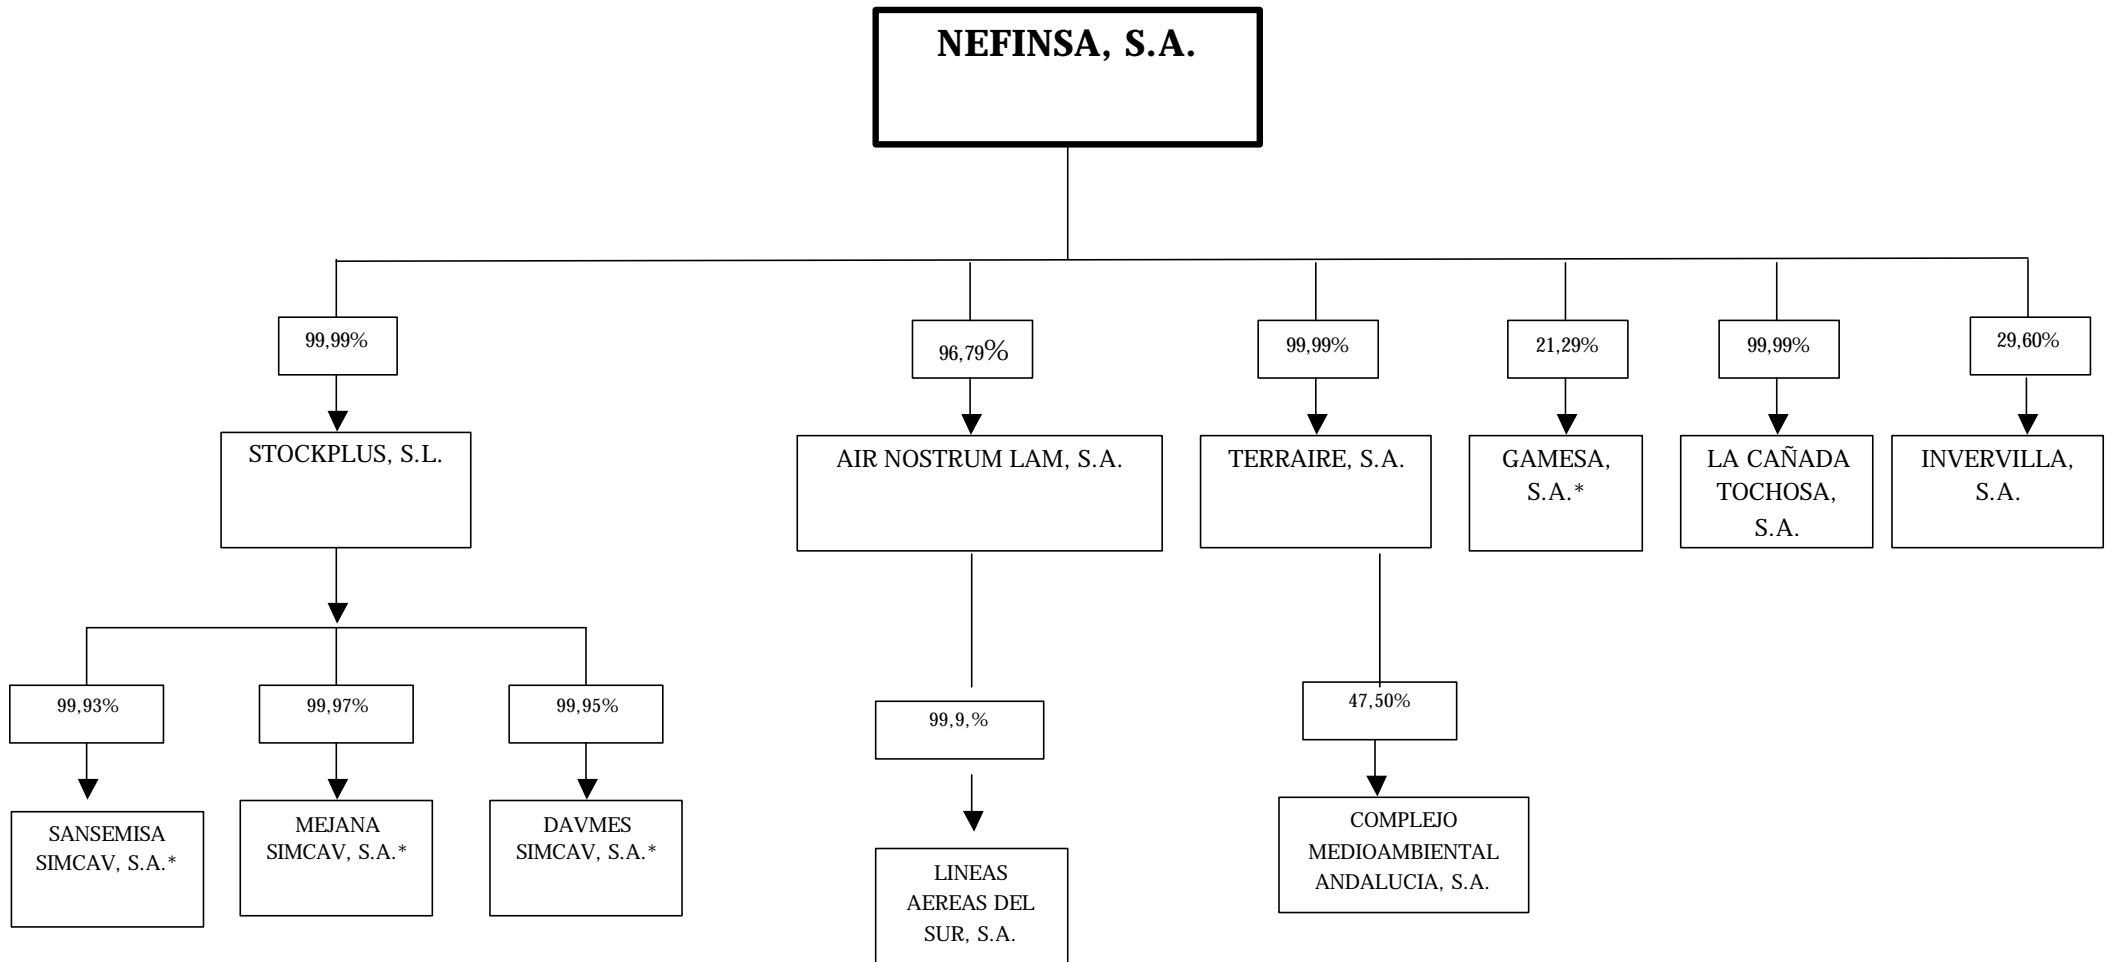 NEFINSA, S.A.
99,99%
96,79%
99,99%
21,29%
99,99%
29,60%
STOCKPLUS, S.L.
AIR NOSTRUM LAM, S.A.
TERRAIRE, S.A.
GAMESA,
S.A.*
LA CAÑADA
TOCHOSA,
S.A.
INVERVILLA,
S.A.
99,93%
99,97%
99,95%
99,9,%
47,50%
SANSEMISA
SIMCAV, S.A.*
MEJANA
SIMCAV, S.A.*
DAVMES
SIMCAV, S.A.*
LINEAS
AEREAS DEL
SUR, S.A.
COMPLEJO
MEDIOAMBIENTAL
ANDALUCIA, S.A.